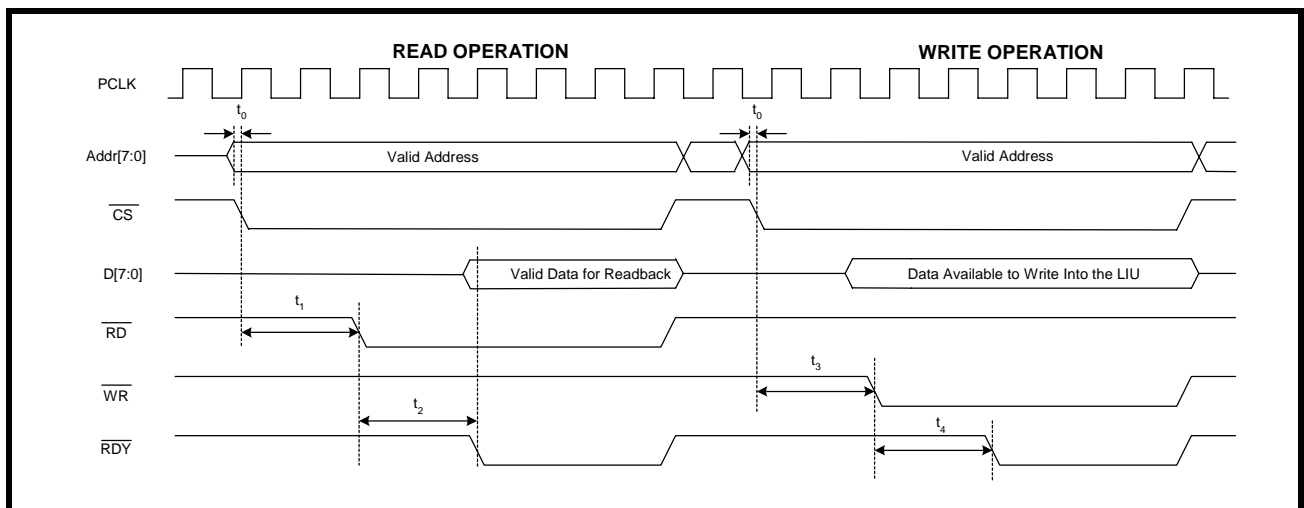 READ OPERATION WRITE OPERATION
PCLK
t0 t0
Addr[7:0] Valid Address Valid Address
CS
D[7:0] Valid Data for Readback Data Available to Write Into the LIU
t1
RD
t3
WR
t2 t4
RDY